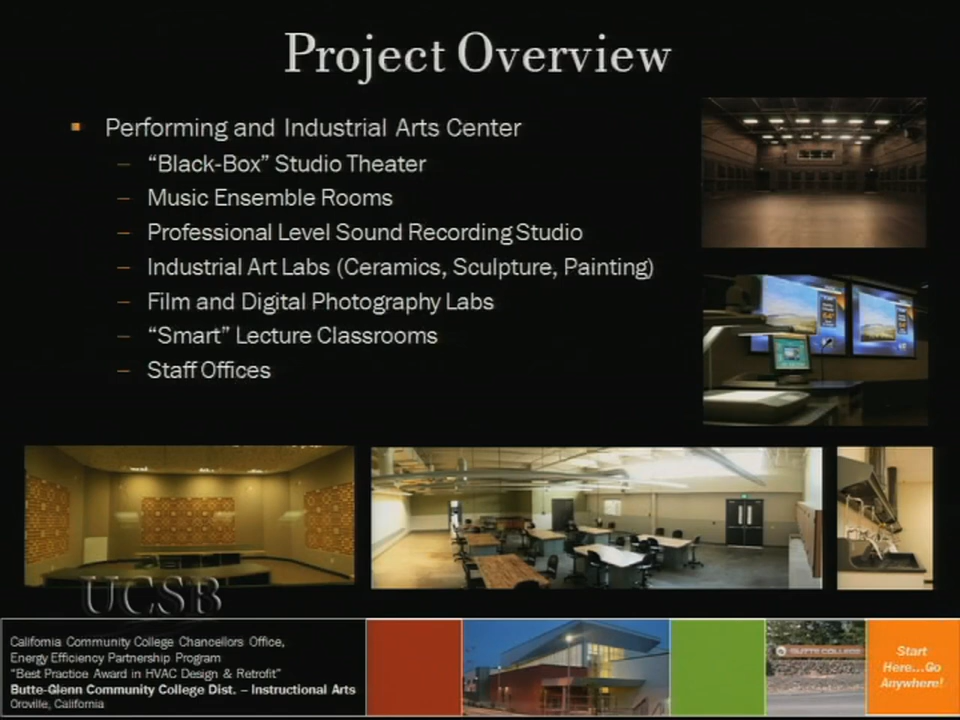 Project Overview
Performing and Industrial Arts Center
– “Black-Box” Studio Theater
– Music Ensemble Rooms
– Professional Level Sound Recording Studio
– Industrial Art Labs (Ceramics, Sculpture, Painting)
– Film and Digital Photography Labs
– “Smart” Lecture Classrooms
– Staff Offices
UCSB
California Community College Chancellors Office,
Energy Efficiency Partnership Program
“Best Practice Award in HVAC Design & Retrofit”
Butte-Glenn Community College Dist. – Instructional Arts
Oroville, California
BUTTE COLLEGE
Start
Here...Go
Anywhere!